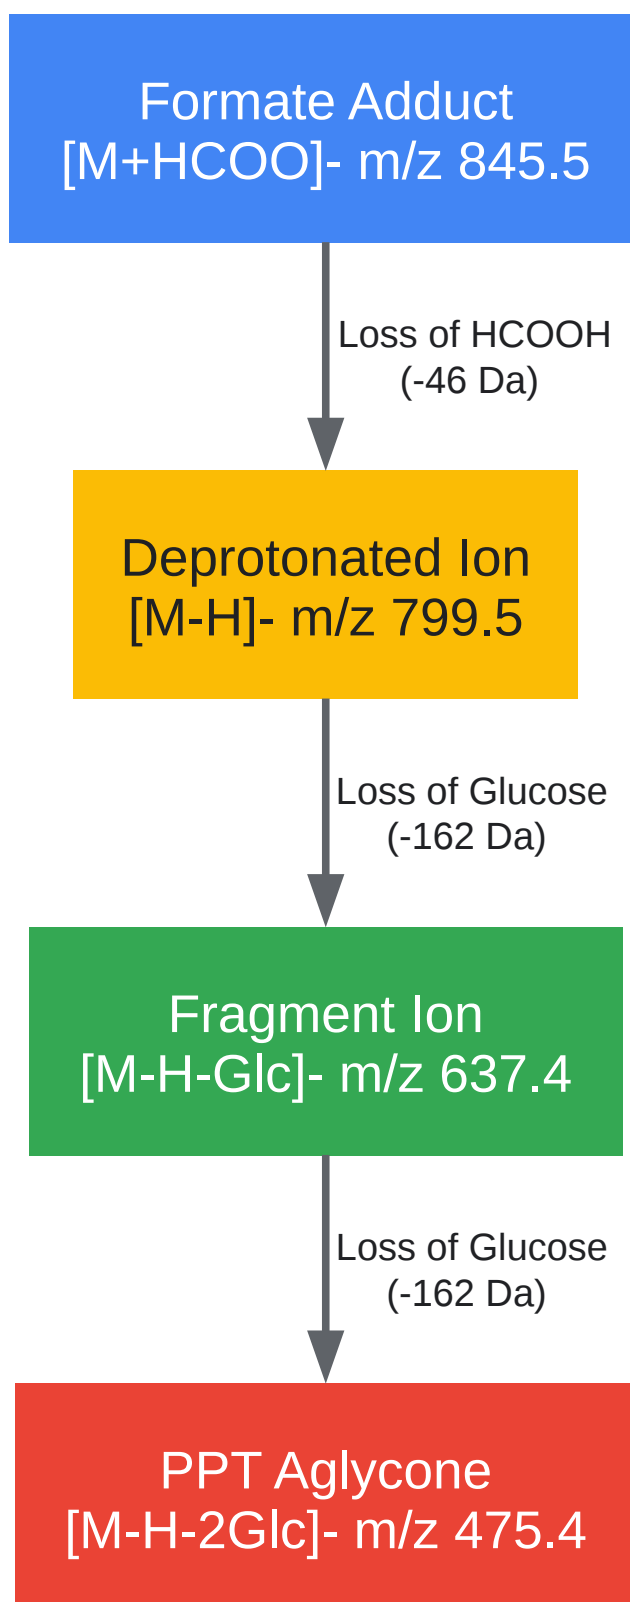 Formate Adduct
[M+HCOO]- m/z 845.5
Loss of HCOOH
(-46 Da)
Deprotonated Ion
[M-H]- m/z 799.5
Loss of Glucose
(-162 Da)
Fragment Ion
[M-H-Glc]- m/z 637.4
Loss of Glucose
(-162 Da)
PPT Aglycone
[M-H-2Glc]- m/z 475.4